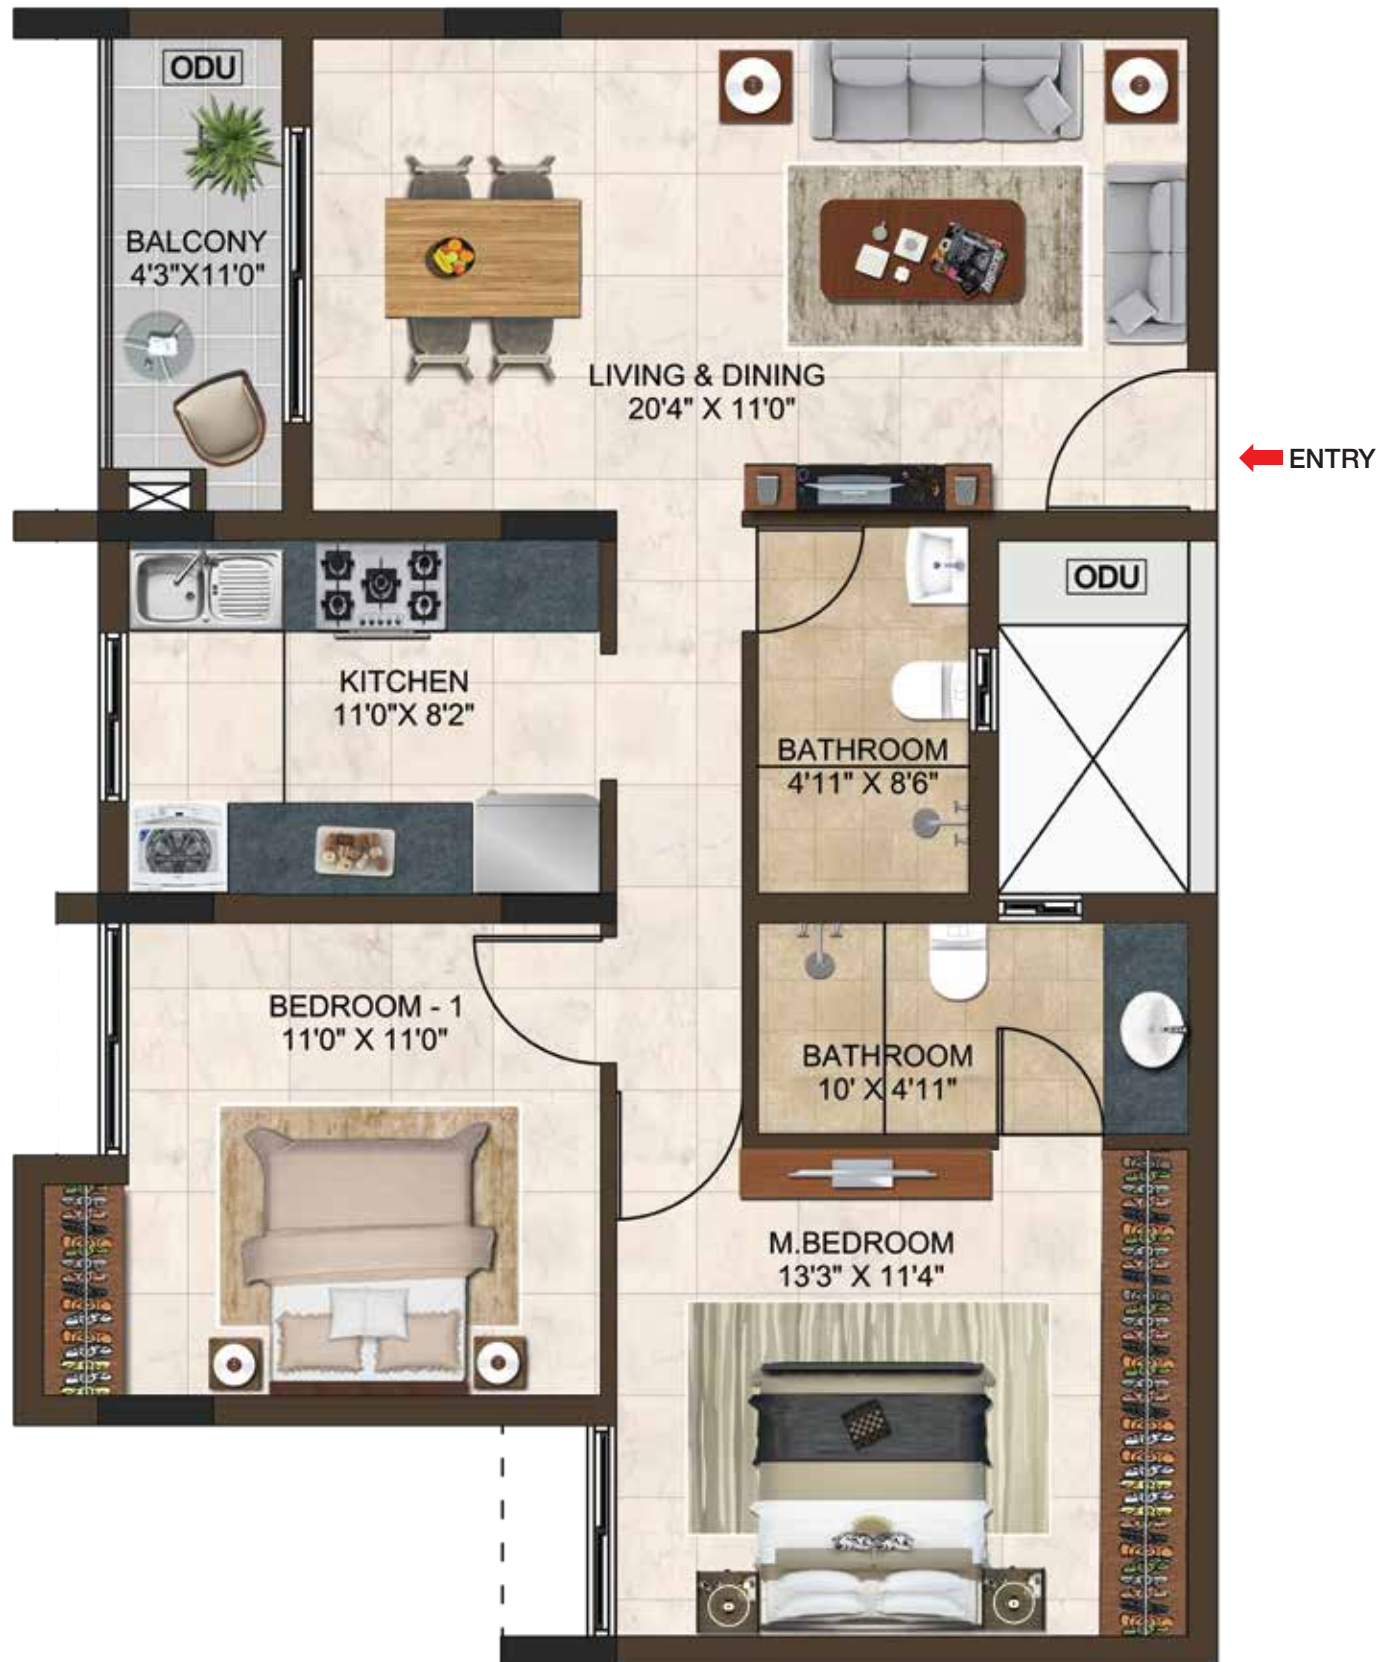 ODU
BALCONY
4'3"X11'0"
LIVING & DINING
20'4" X 11'0"
ENTRY
ODU
KITCHEN
11'0"X 8'2"
BATHROOM
4'11" X 8'6"
BEDROOM - 1
11'0" X 11'0"
BATHROOM
10' X 4'11"
M.BEDROOM
13'3" X 11'4"